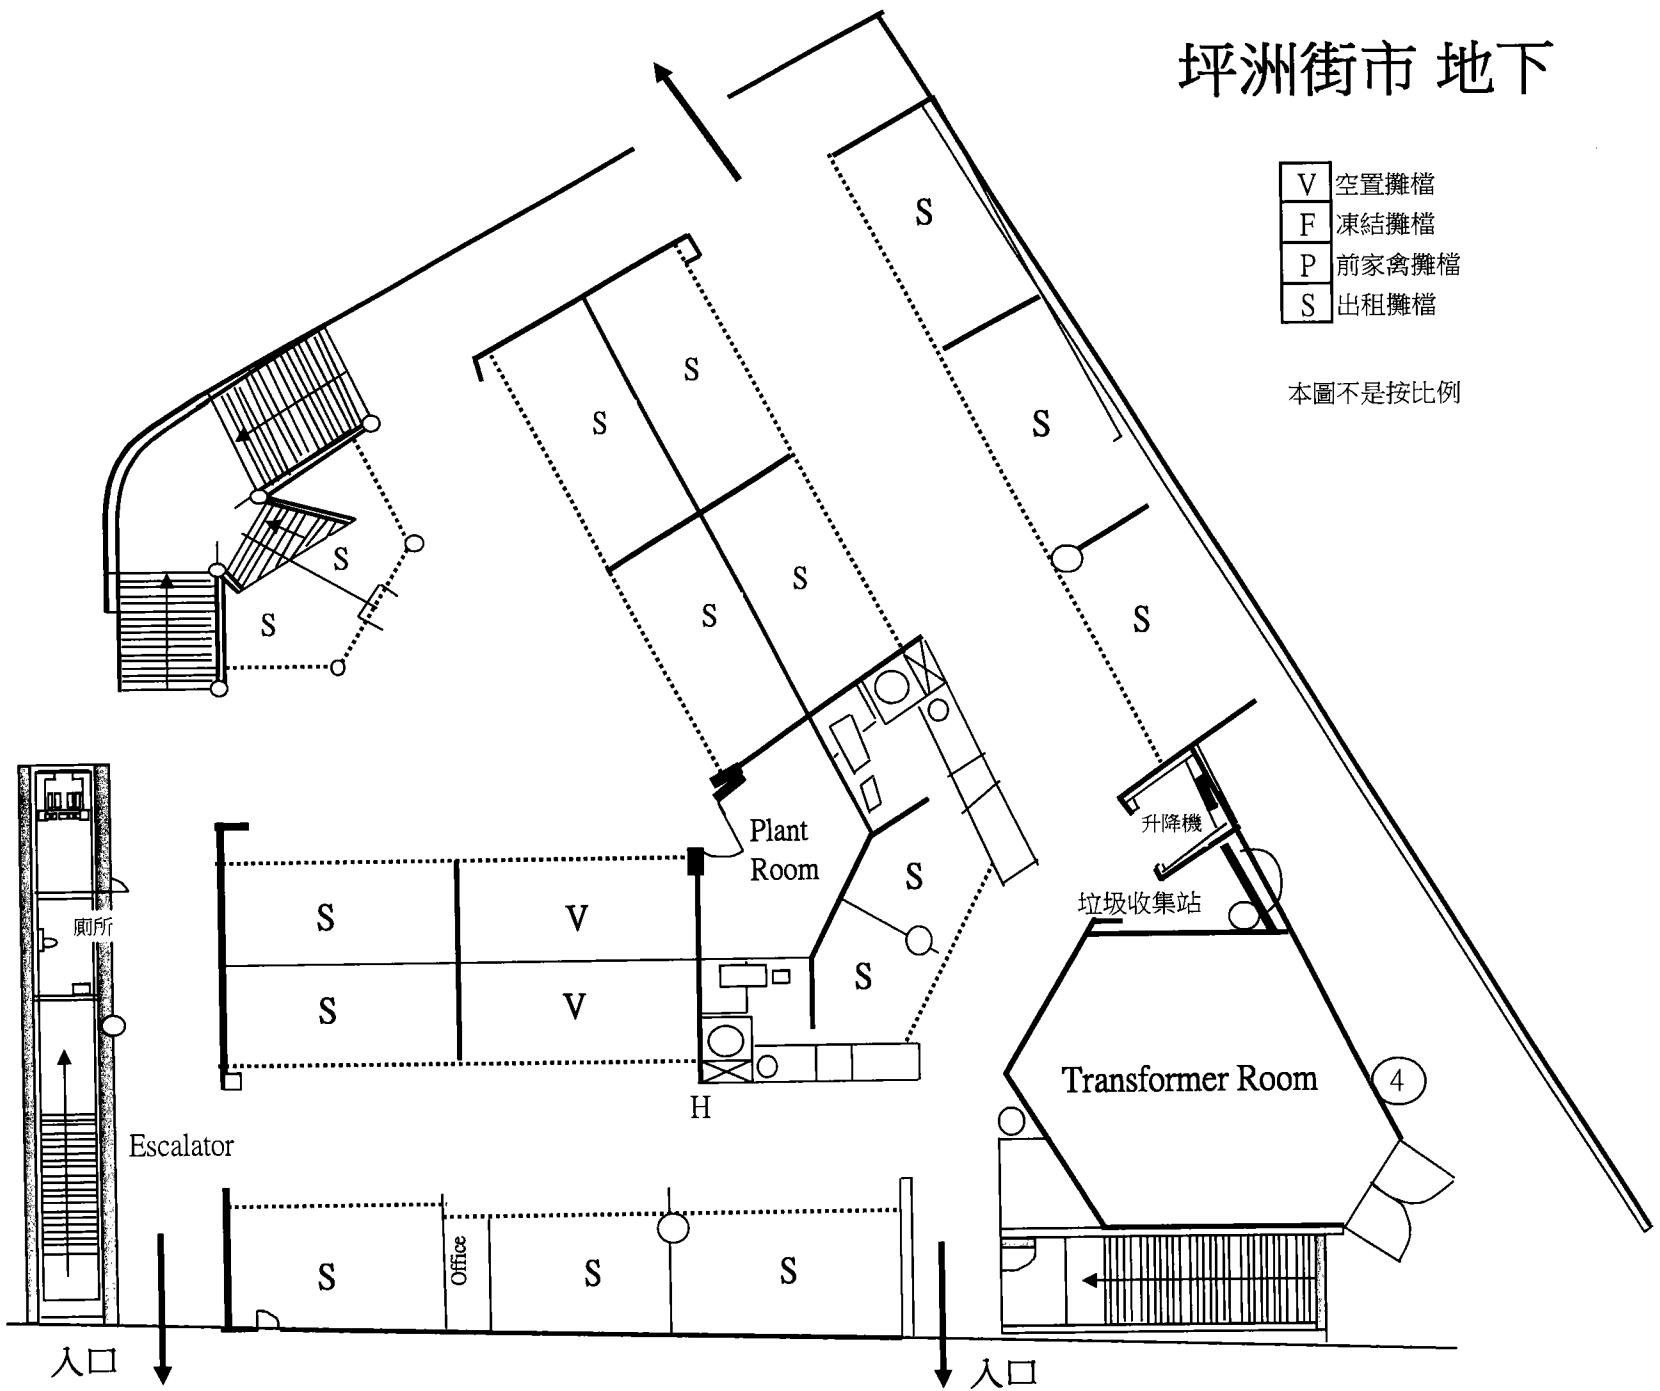 坪洲街市 地下
V 空置攤檔
F 凍結攤檔
P 前家禽攤檔
S 出租攤檔
本圖不是按比例
S
S
S
S
S
S
S
S
S
S
Plant
Room
升降機
S
垃圾收集站
S
V
廁所
S
S
V
Transformer Room
4
H
Escalator
S
Office
S
S
入口
入口